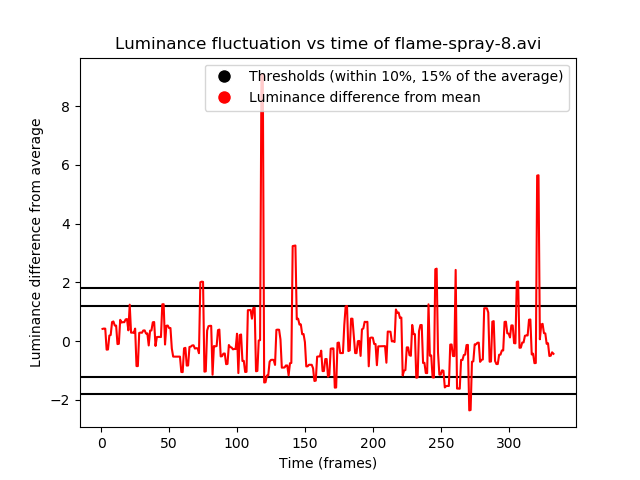 Luminance fluctuation vs time of flame-spray-8.avi
Thresholds (within 10%, 15% of the average)
Luminance difference from mean
Luminance difference from average
8
6
4
2
0
−2
0 50 100 150 200 250 300
Time (frames)